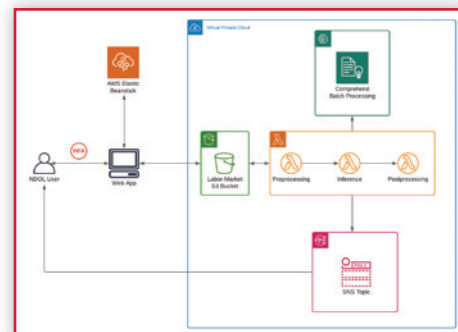 Virtual Private Cloud
AWS Elastic
Beanstalk
Comprehend
Batch Processing
MFA
NDOL User
Web App
Labor-Market
S3 Bucket
Preprocessing
Inference
Postprocessing
SNS Topic